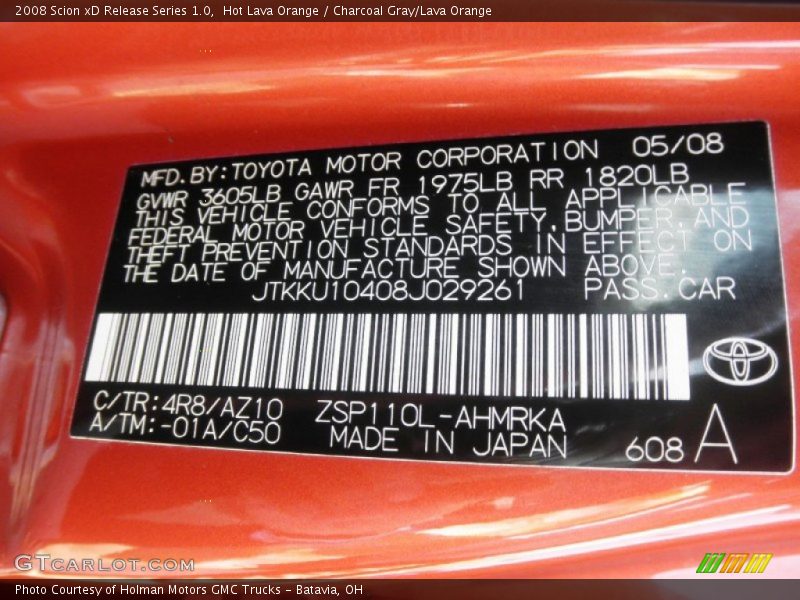 2008 Scion xD Release Series 1.0,  Hot Lava Orange / Charcoal Gray/Lava Orange
MFD. BY: TOYOTA MOTOR CORPORATION 05/08
GVWR 3605LB GAWR FR 1975LB RR 1820LB
THIS VEHICLE CONFORMS TO ALL APPLICABLE
FEDERAL MOTOR VEHICLE SAFETY, BUMPER, AND
THEFT PREVENTION STANDARDS IN EFFECT ON
THE DATE OF MANUFACTURE SHOWN ABOVE.
JTKKU10408J029261 PASS. CAR
C/TR: 4R8/AZ10 ZSP110L-AHMRKA
A/TM: -01A/C50 MADE IN JAPAN 608 A
GTCARLOT.COM
Photo Courtesy of Holman Motors GMC Trucks – Batavia, OH